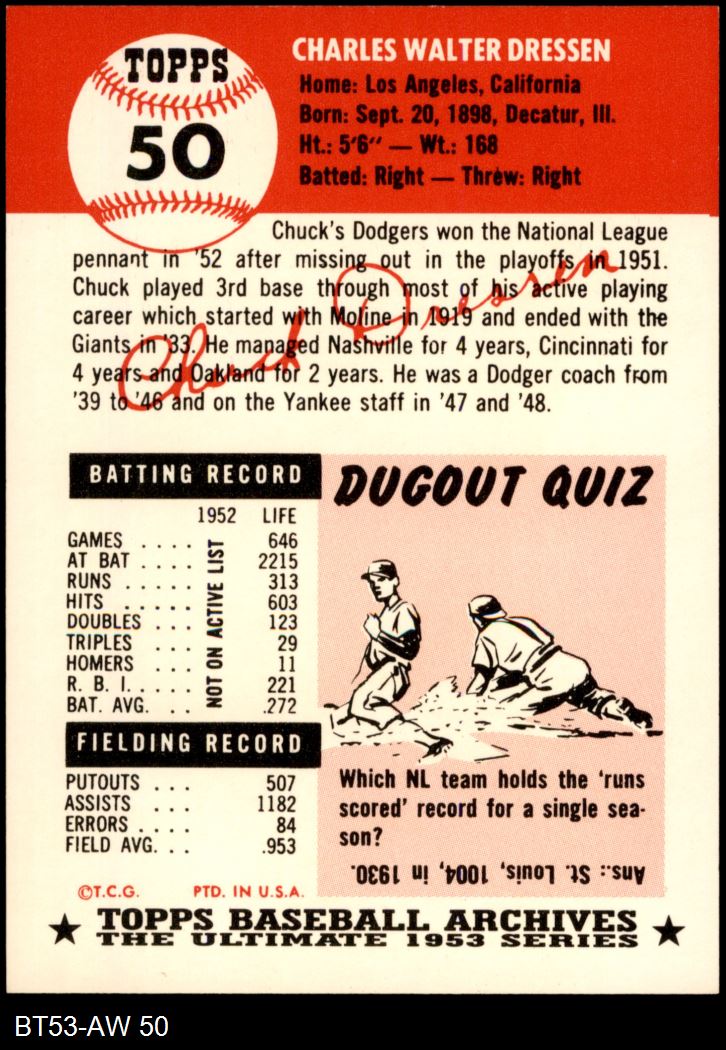 TOPPS
50
CHARLES WALTER DRESSEN
Home: Los Angeles, California
Born: Sept. 20, 1898, Decatur, Ill.
Ht.: 5'6" — Wt.: 168
Batted: Right — Threw: Right
Chuck's Dodgers won the National League
pennant in '52 after missing out in the playoffs in 1951.
Chuck played 3rd base through most of his active playing
career which started with Moline in 1919 and ended with the
Giants in '33. He managed Nashville for 4 years, Cincinnati for
4 years and Oakland for 2 years. He was a Dodger coach from
'39 to '46 and on the Yankee staff in '47 and '48.
Chuck Dressen
BATTING RECORD
1952 LIFE
GAMES .... 646
AT BAT .... 2215
RUNS ..... 313
HITS ..... 603
DOUBLES ... 123
TRIPLES ... 29
HOMERS ... 11
R. B. I...... 221
BAT. AVG. ... .272
NOT ON ACTIVE LIST
FIELDING RECORD
PUTOUTS ... 507
ASSISTS ... 1182
ERRORS .... 84
FIELD AVG. .. .953
©T.C.G. PTD. IN U.S.A.
DUGOUT QUIZ
Which NL team holds the 'runs
scored' record for a single sea-
son?
Ans.: St. Louis, 1004, in 1930.
TOPPS BASEBALL ARCHIVES
THE ULTIMATE 1953 SERIES
BT53-AW 50